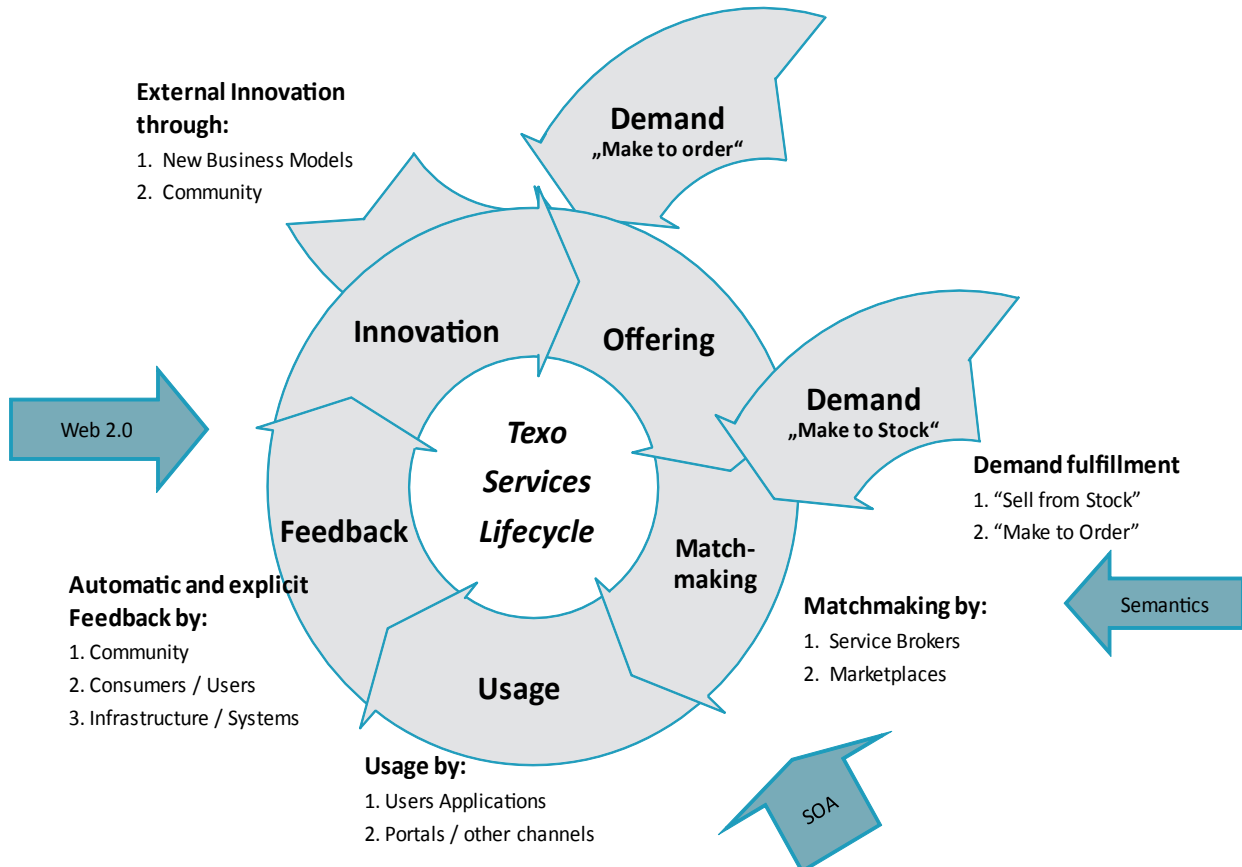 External Innovation
through:
1. New Business Models
2. Community
Demand
„Make to order“
Innovation
Offering
Demand
„Make to Stock“
Web 2.0
Texo
Services
Lifecycle
Demand fulfillment
1. “Sell from Stock”
2. “Make to Order”
Feedback
Match-
making
Automatic and explicit
Feedback by:
1. Community
2. Consumers / Users
3. Infrastructure / Systems
Matchmaking by:
1. Service Brokers
2. Marketplaces
Semantics
Usage
Usage by:
1. Users Applications
2. Portals / other channels
SOA